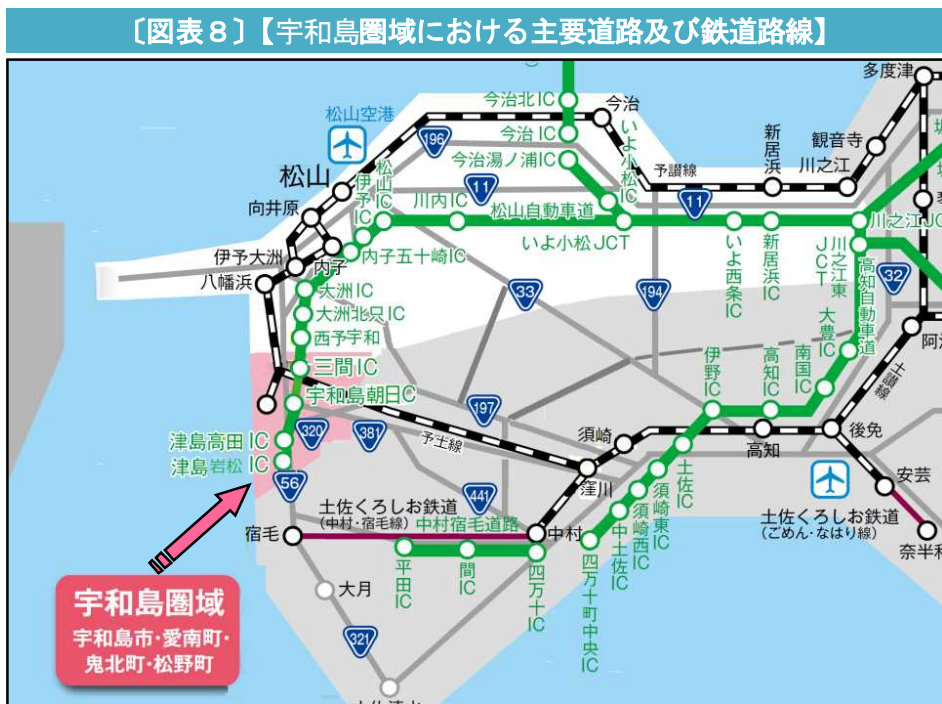 〔図表８〕【宇和島圏域における主要道路及び鉄道路線】
多度津
今治北IC
今治
松山空港
今治IC
196
今治湯ノ浦IC
いよ小松IC
新居浜
観音寺
川之江
予讃線
松山
松山IC
伊予IC
11
川内IC
11
向井原
松山自動車道
いよ小松JCT
川之江JC
伊予大洲
内子
内子五十崎IC
いよ西条IC
新居浜IC
川之江東JCT
高知自動車道
32
八幡浜
大洲IC
33
194
大洲北只IC
西予宇和
大豊IC
南国IC
高知IC
伊野IC
土讃線
三間IC
宇和島朝日C
197
320
381
予土線
須崎
高知
後免
津島高田 IC
津島岩松 IC
56
441
窪川
土佐IC
須崎東IC
須崎西IC
中土佐IC
四万十町中央IC
安芸
土佐くろしお鉄道
(中村・宿毛線)
中村宿毛道路
土佐くろしお鉄道
(ごめん・なはり線)
宿毛
中村
奈半利
平田IC
間IC
四万十IC
大月
321
宇和島圏域
宇和島市・愛南町・
鬼北町・松野町